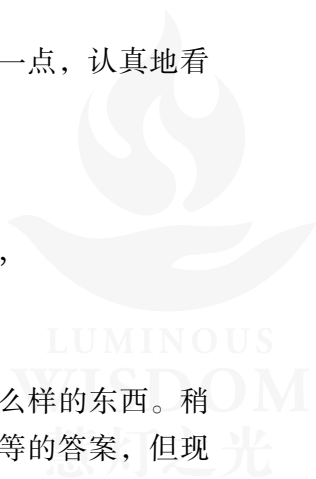 一点，认真地看
，
LUMINOUS
WISDOM
么样的东西。稍
等的答案，但现
慧灯之光